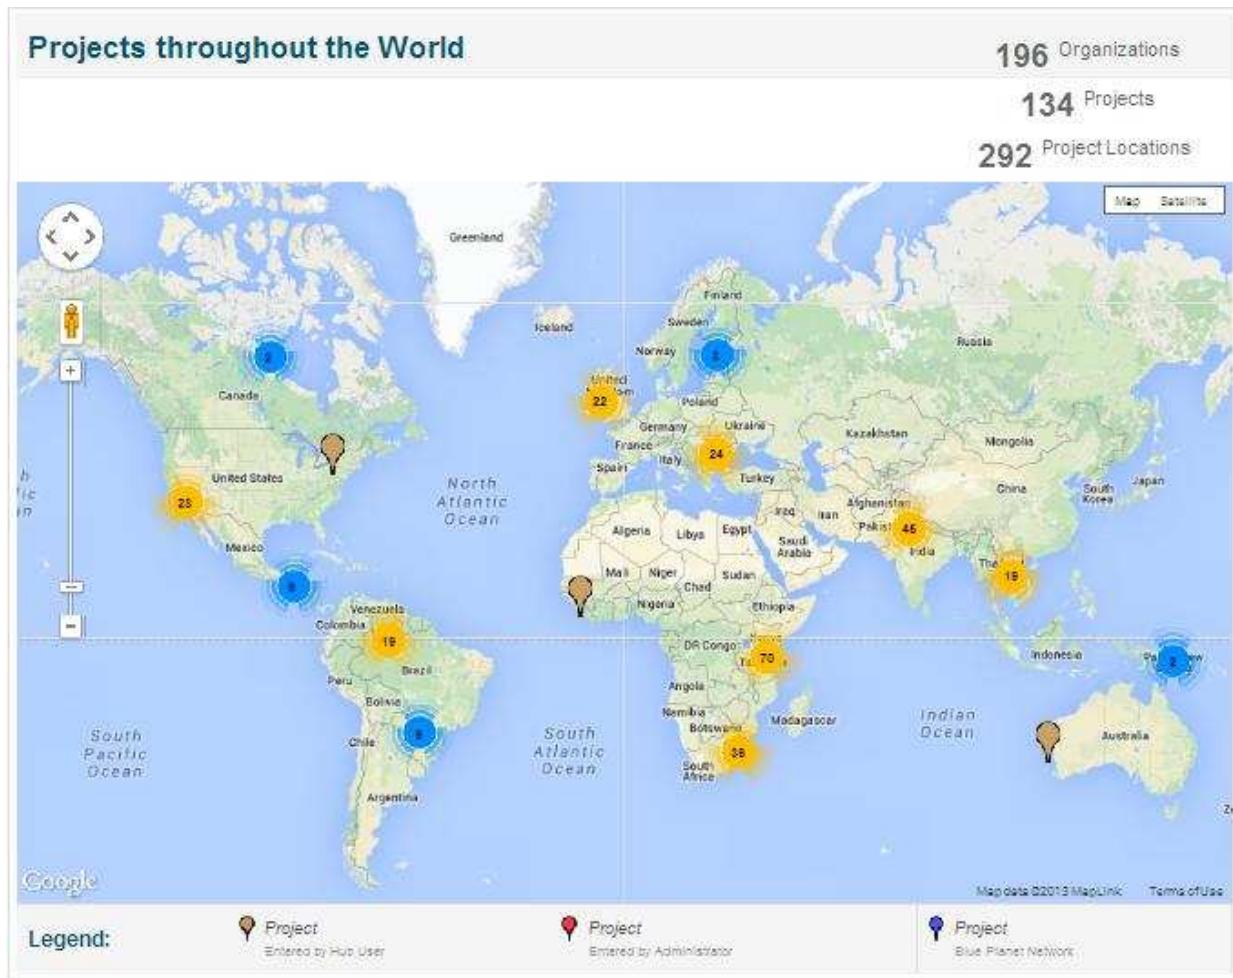 Projects throughout the World
196 Organizations
134 Projects
292 Project Locations
Map Satellite
Greenland
Finland
Iceland
Sweden
Russia
Norway
2
United
Canada
22
Poland
Germany
Ukraine
Kazakhstan
France
24
Mongolia
Italy
Spain
United States
Turkey
North
Atlantic
Ocean
China
South
Korea
Japan
Afghanistan
Iraq
Iran
Algeria
Libya
Egypt
45
Saudi
Arabia
India
Mexico
Mali
Niger
Chad
Sudan
19
Venezuela
Nigeria
Ethiopia
Colombia
19
DR Congo
70
Indonesia
2
Brazil
Peru
Angola
Bolivia
Namibia
Madagascar
Botswana
Indian
Ocean
South
Pacific
Ocean
Chile
South
Atlantic
Ocean
Australia
South
Africa
Argentina
Google
Map data ©2013 MapLink Terms of Use
Legend:
Project
Entered by Hub User
Project
Entered by Administrator
Project
Blue Planet Network